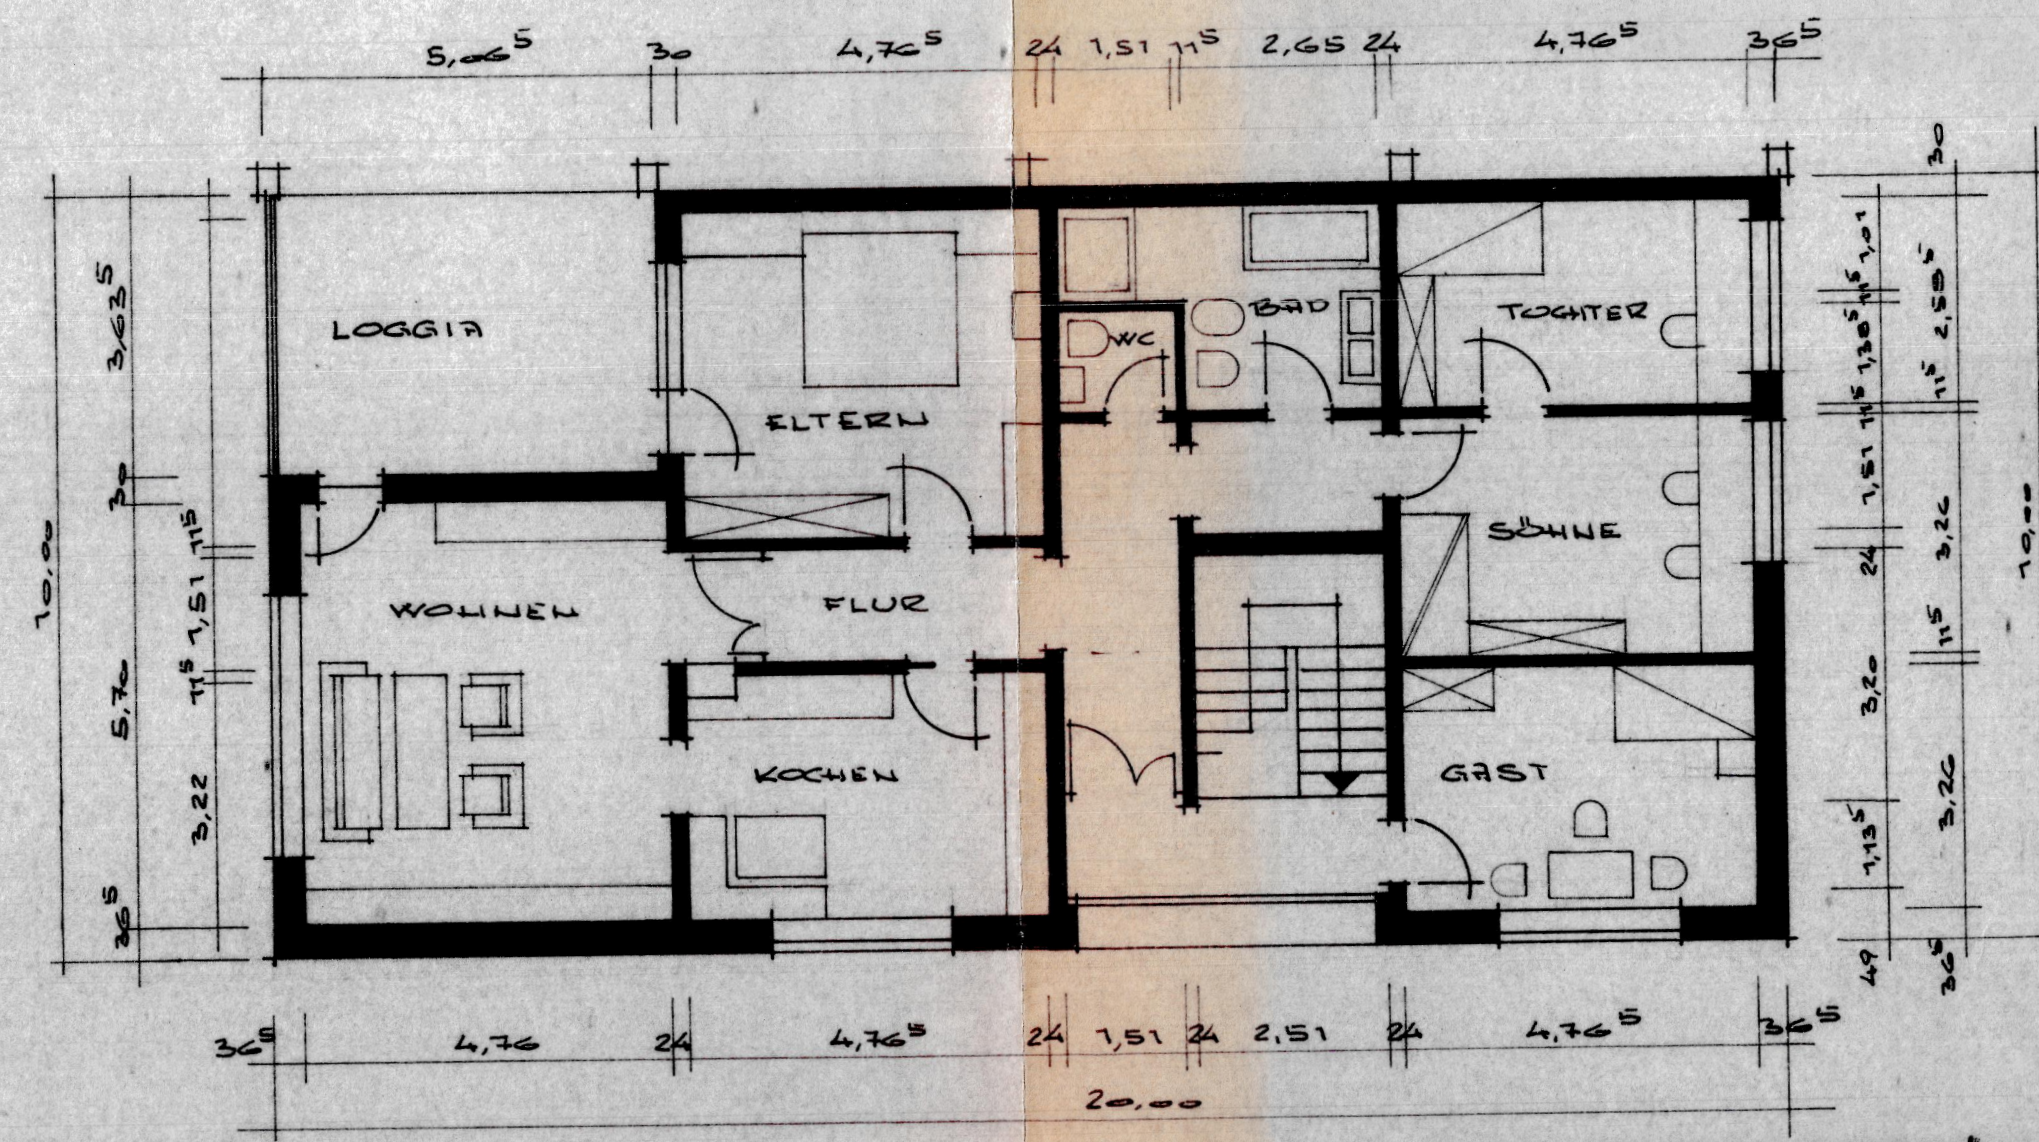 5,06⁵ 30 4,76⁵ 24 1,51 11⁵ 2,65 24 4,76⁵ 36⁵
30
1,01
11⁵
1,38⁵
11⁵
1,51
24
3,20
1,13⁵
49
2,58⁵
11⁵
3,26
11⁵
3,26
36⁵
10,00
3,63⁵
30
5,70
36⁵
10,00
11⁵
1,51
11⁵
3,22
LOGGIA
ELTERN
WC
BAD
TOCHTER
SÖHNE
WOHNEN
FLUR
KOCHEN
GAST
36⁵ 4,76 24 4,76⁵ 24 1,51 24 2,51 24 4,76⁵ 36⁵
20,00